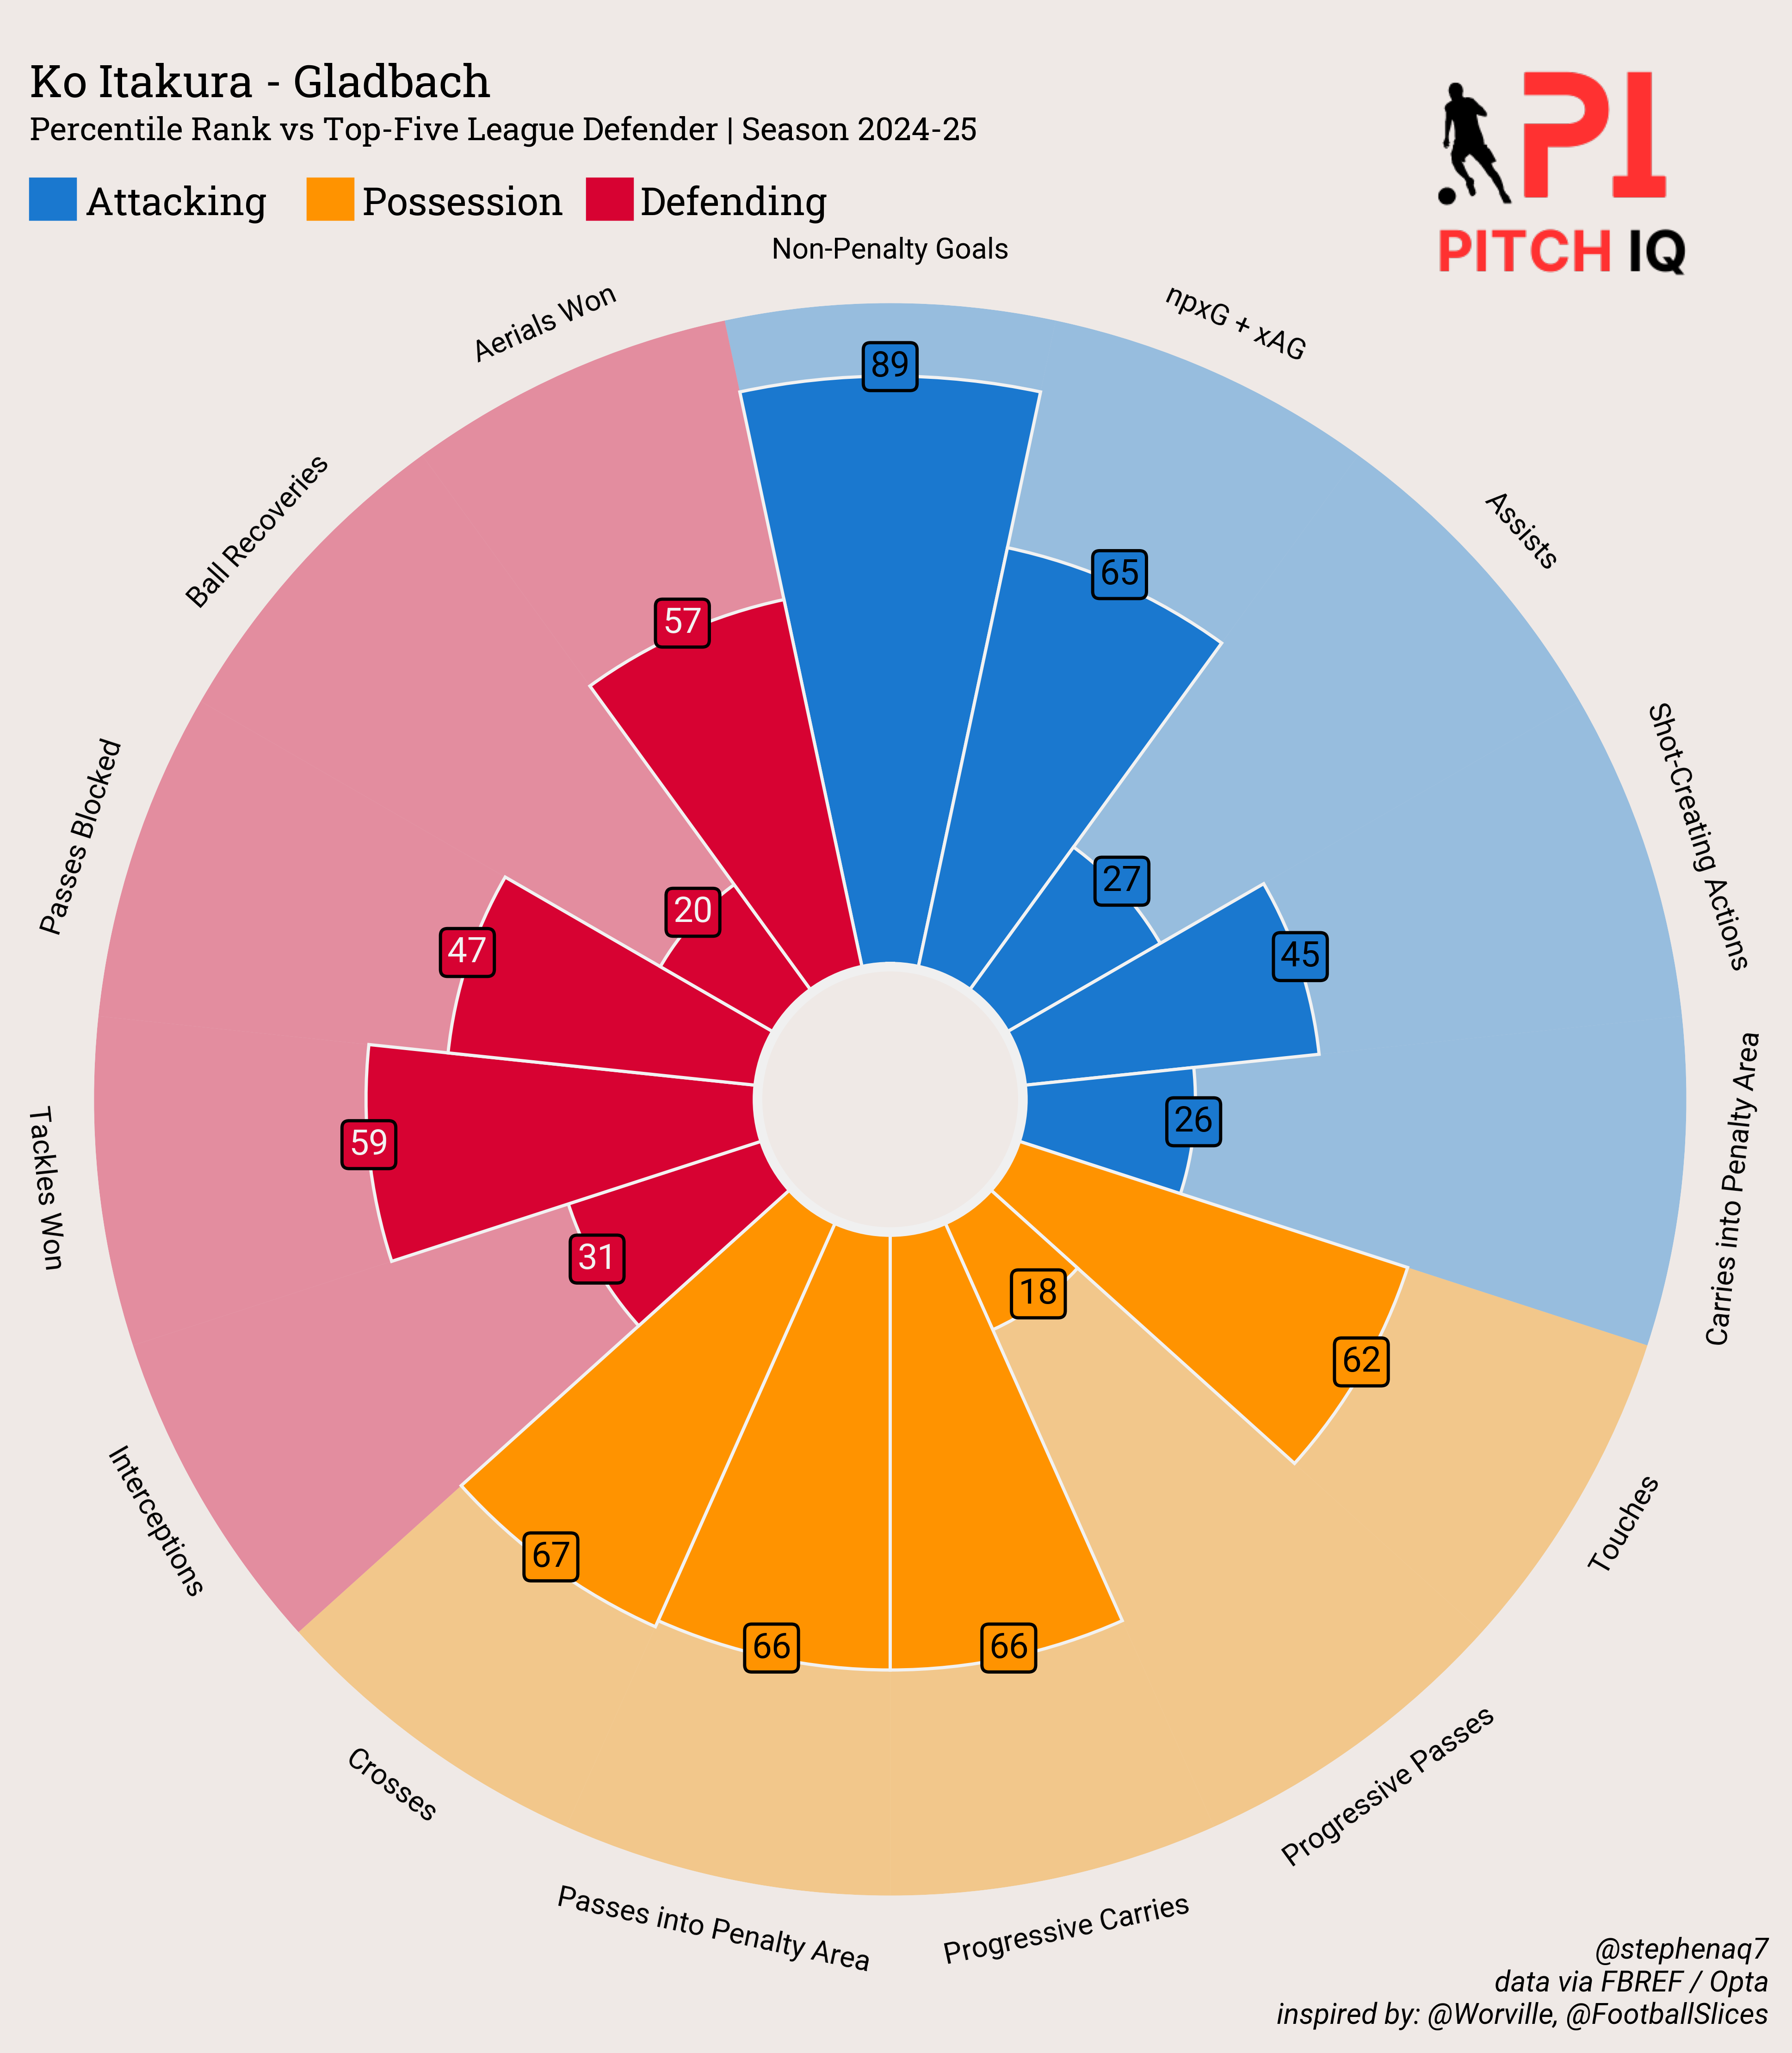 Ko Itakura - Gladbach
Percentile Rank vs Top-Five League Defender | Season 2024-25
Attacking
Possession
Defending
PI
PITCH IQ
Non-Penalty Goals
npxG + xAG
Assists
Shot-Creating Actions
Carries into Penalty Area
Touches
Progressive Passes
Progressive Carries
Passes into Penalty Area
Crosses
Interceptions
Tackles Won
Passes Blocked
Ball Recoveries
Aerials Won
89
65
27
45
26
62
18
66
66
67
31
59
47
20
57
@stephenaq7
data via FBREF / Opta
inspired by: @Worville, @FootballSlices